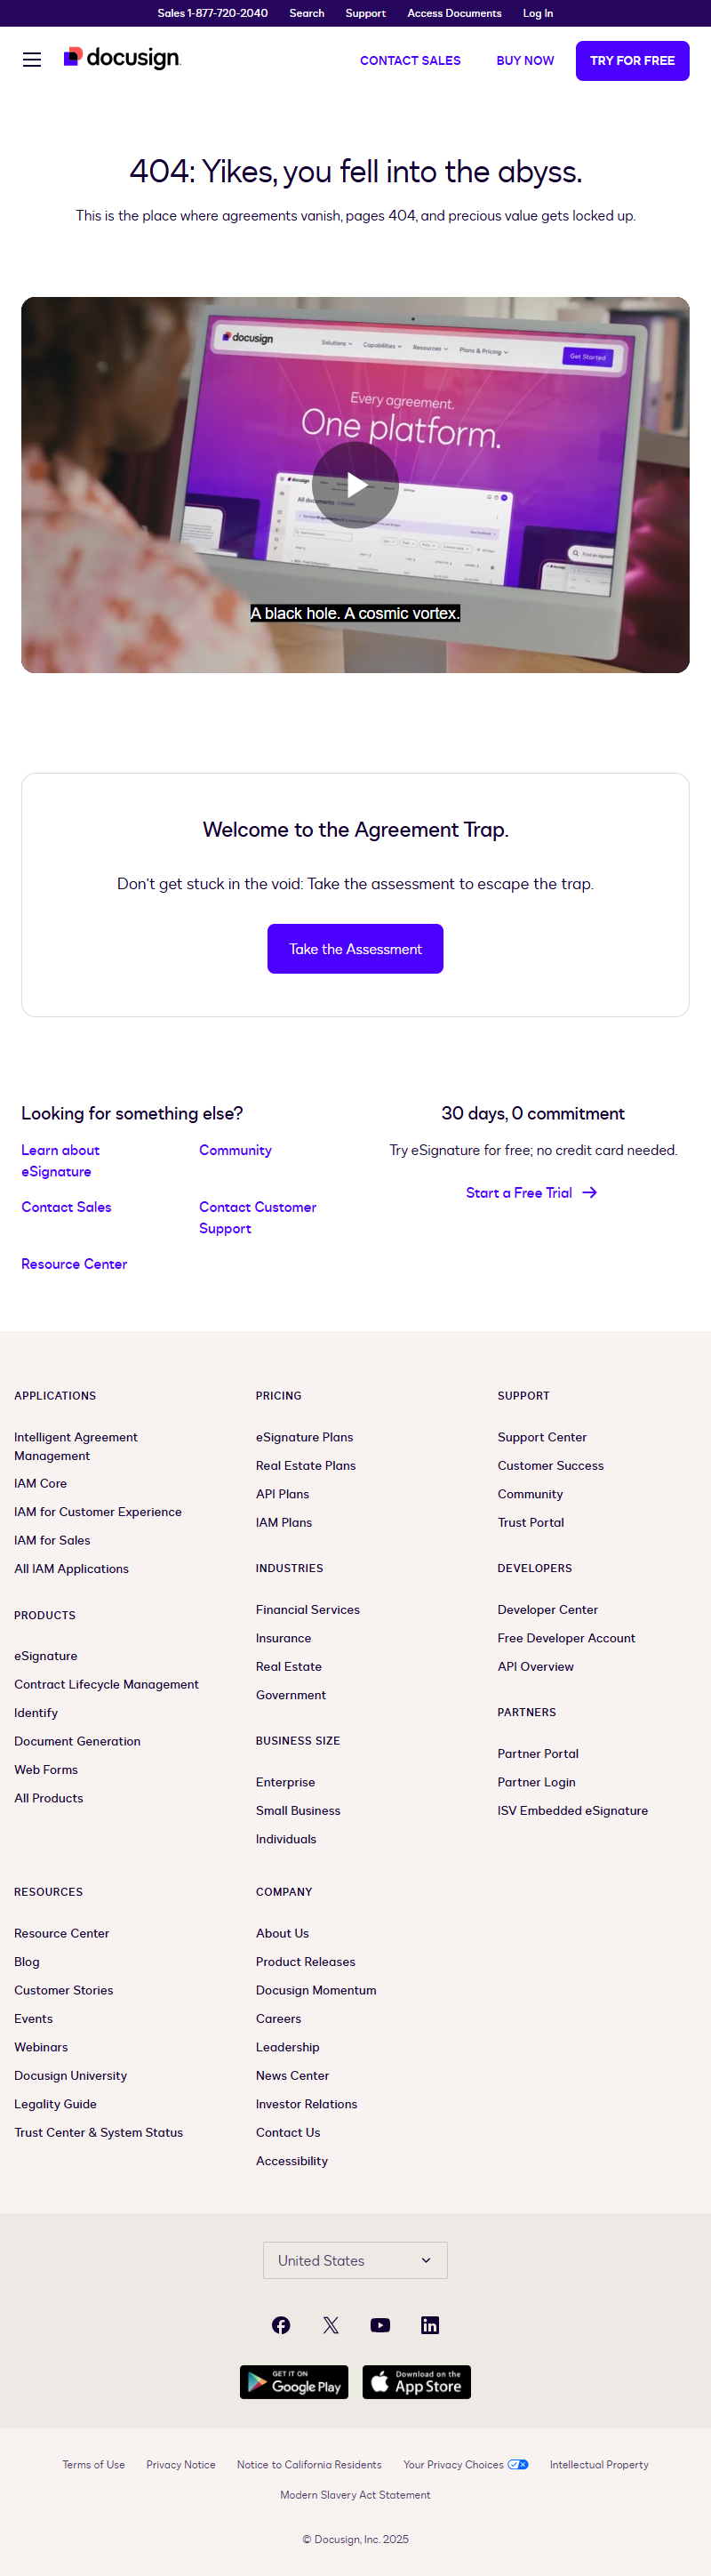 Sales 1-877-720-2040 Search Support Access Documents Log In
docusign
CONTACT SALES BUY NOW TRY FOR FREE
404: Yikes, you fell into the abyss.
This is the place where agreements vanish, pages 404, and precious value gets locked up.
docusign Solutions Capabilities Resources Plans & Pricing Get Started
Every agreement.
One platform.
A black hole. A cosmic vortex.
Welcome to the Agreement Trap.
Don't get stuck in the void: Take the assessment to escape the trap.
Take the Assessment
Looking for something else?
Learn about
eSignature
Community
Contact Sales
Contact Customer
Support
Resource Center
30 days, 0 commitment
Try eSignature for free; no credit card needed.
Start a Free Trial
APPLICATIONS
Intelligent Agreement
Management
IAM Core
IAM for Customer Experience
IAM for Sales
All IAM Applications
PRODUCTS
eSignature
Contract Lifecycle Management
Identify
Document Generation
Web Forms
All Products
PRICING
eSignature Plans
Real Estate Plans
API Plans
IAM Plans
INDUSTRIES
Financial Services
Insurance
Real Estate
Government
BUSINESS SIZE
Enterprise
Small Business
Individuals
SUPPORT
Support Center
Customer Success
Community
Trust Portal
DEVELOPERS
Developer Center
Free Developer Account
API Overview
PARTNERS
Partner Portal
Partner Login
ISV Embedded eSignature
RESOURCES
Resource Center
Blog
Customer Stories
Events
Webinars
Docusign University
Legality Guide
Trust Center & System Status
COMPANY
About Us
Product Releases
Docusign Momentum
Careers
Leadership
News Center
Investor Relations
Contact Us
Accessibility
United States
GET IT ON
Google Play
Download on the
App Store
Terms of Use Privacy Notice Notice to California Residents Your Privacy Choices Intellectual Property
Modern Slavery Act Statement
© Docusign, Inc. 2025